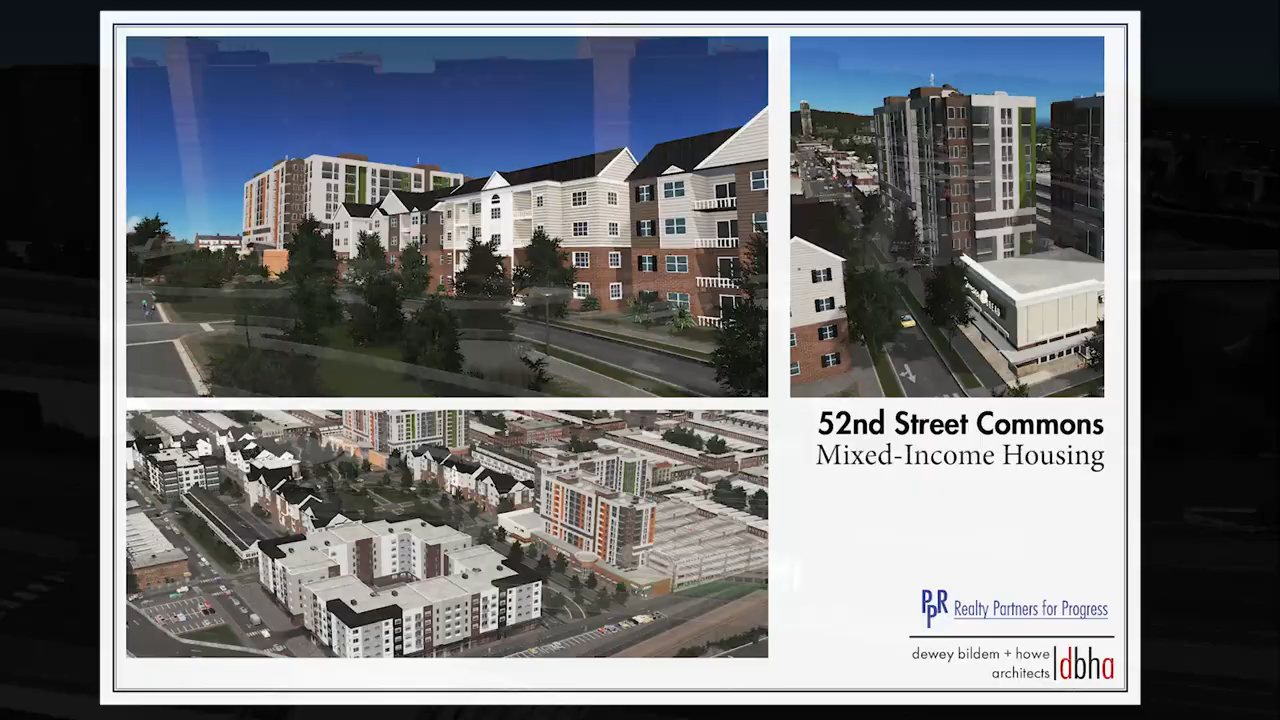 52nd Street Commons
Mixed-Income Housing
PPR Realty Partners for Progress
dewey bildem + howe
architects dbha